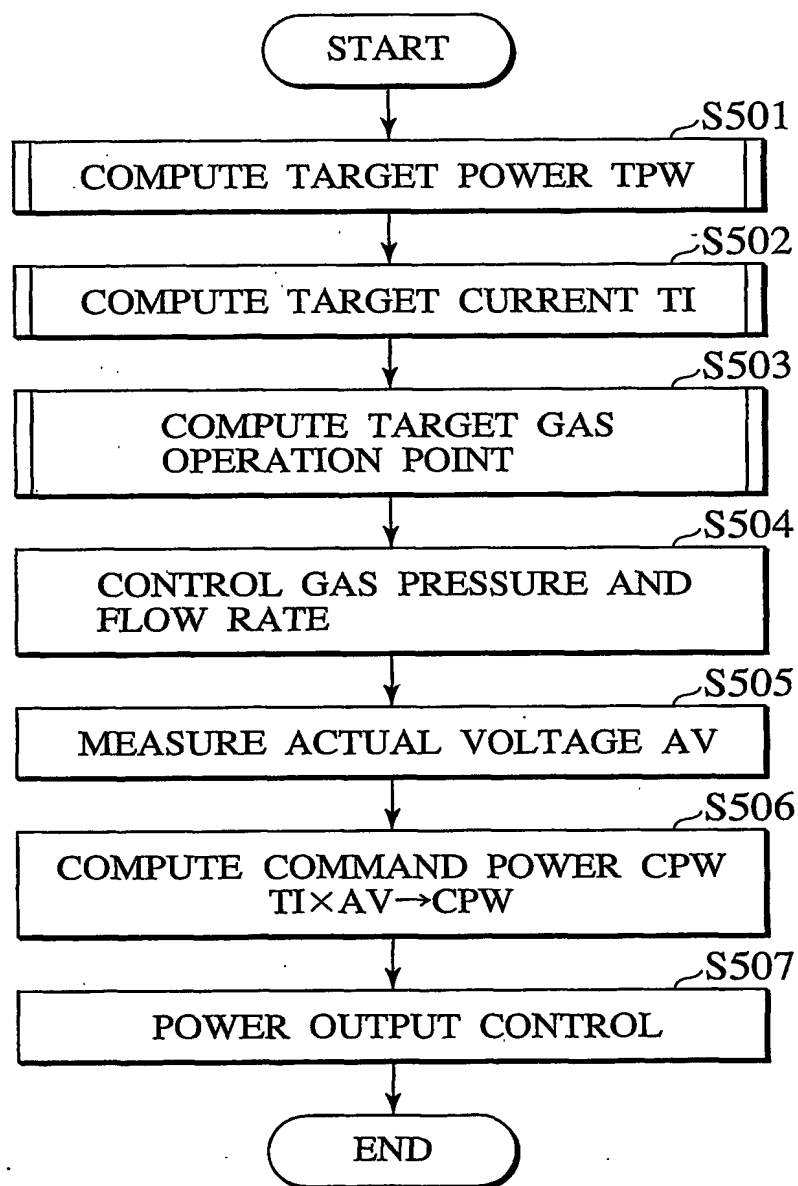 START
S501
COMPUTE TARGET POWER TPW
S502
COMPUTE TARGET CURRENT TI
S503
COMPUTE TARGET GAS
OPERATION POINT
S504
CONTROL GAS PRESSURE AND
FLOW RATE
S505
MEASURE ACTUAL VOLTAGE AV
S506
COMPUTE COMMAND POWER CPW
TI×AV→CPW
S507
POWER OUTPUT CONTROL
END